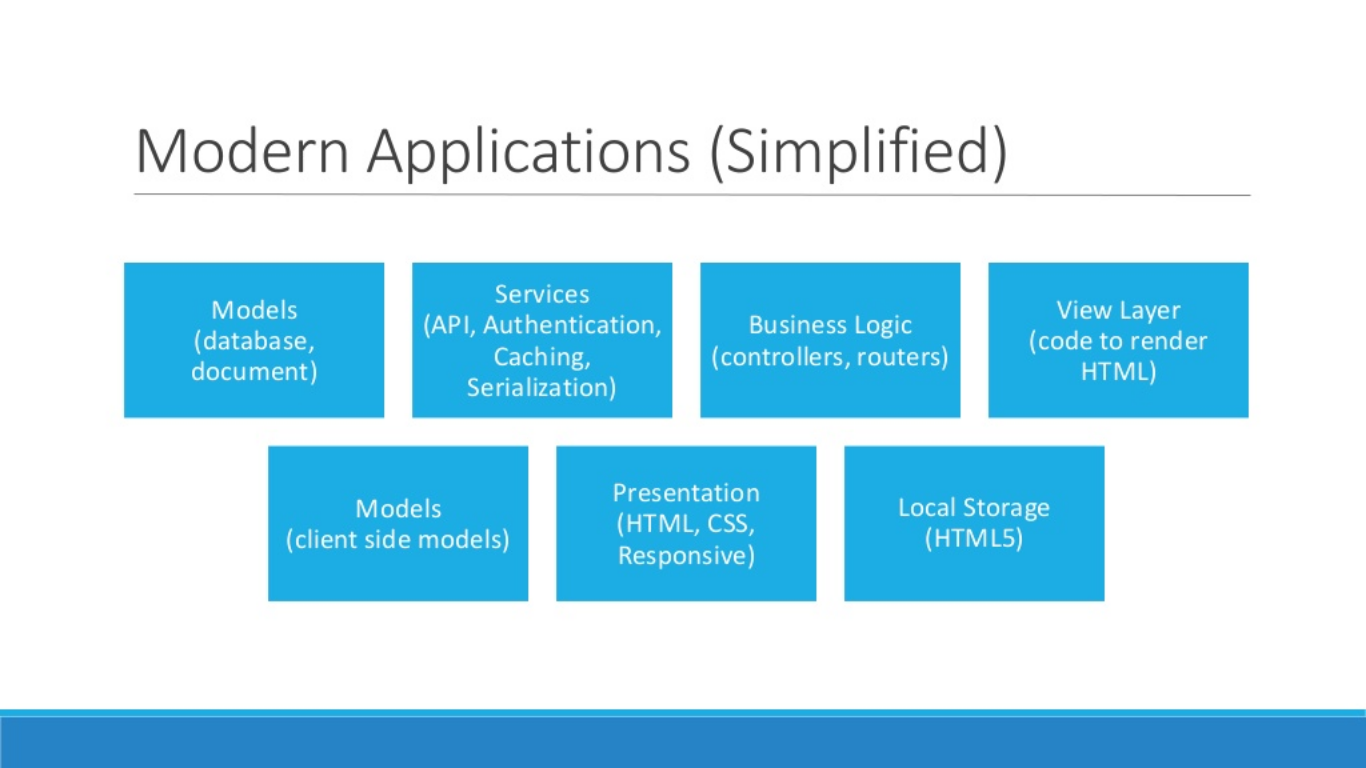 Modern Applications (Simplified)
Models
(database,
document)
Services
(API, Authentication,
Caching,
Serialization)
Business Logic
(controllers, routers)
View Layer
(code to render
HTML)
Models
(client side models)
Presentation
(HTML, CSS,
Responsive)
Local Storage
(HTML5)